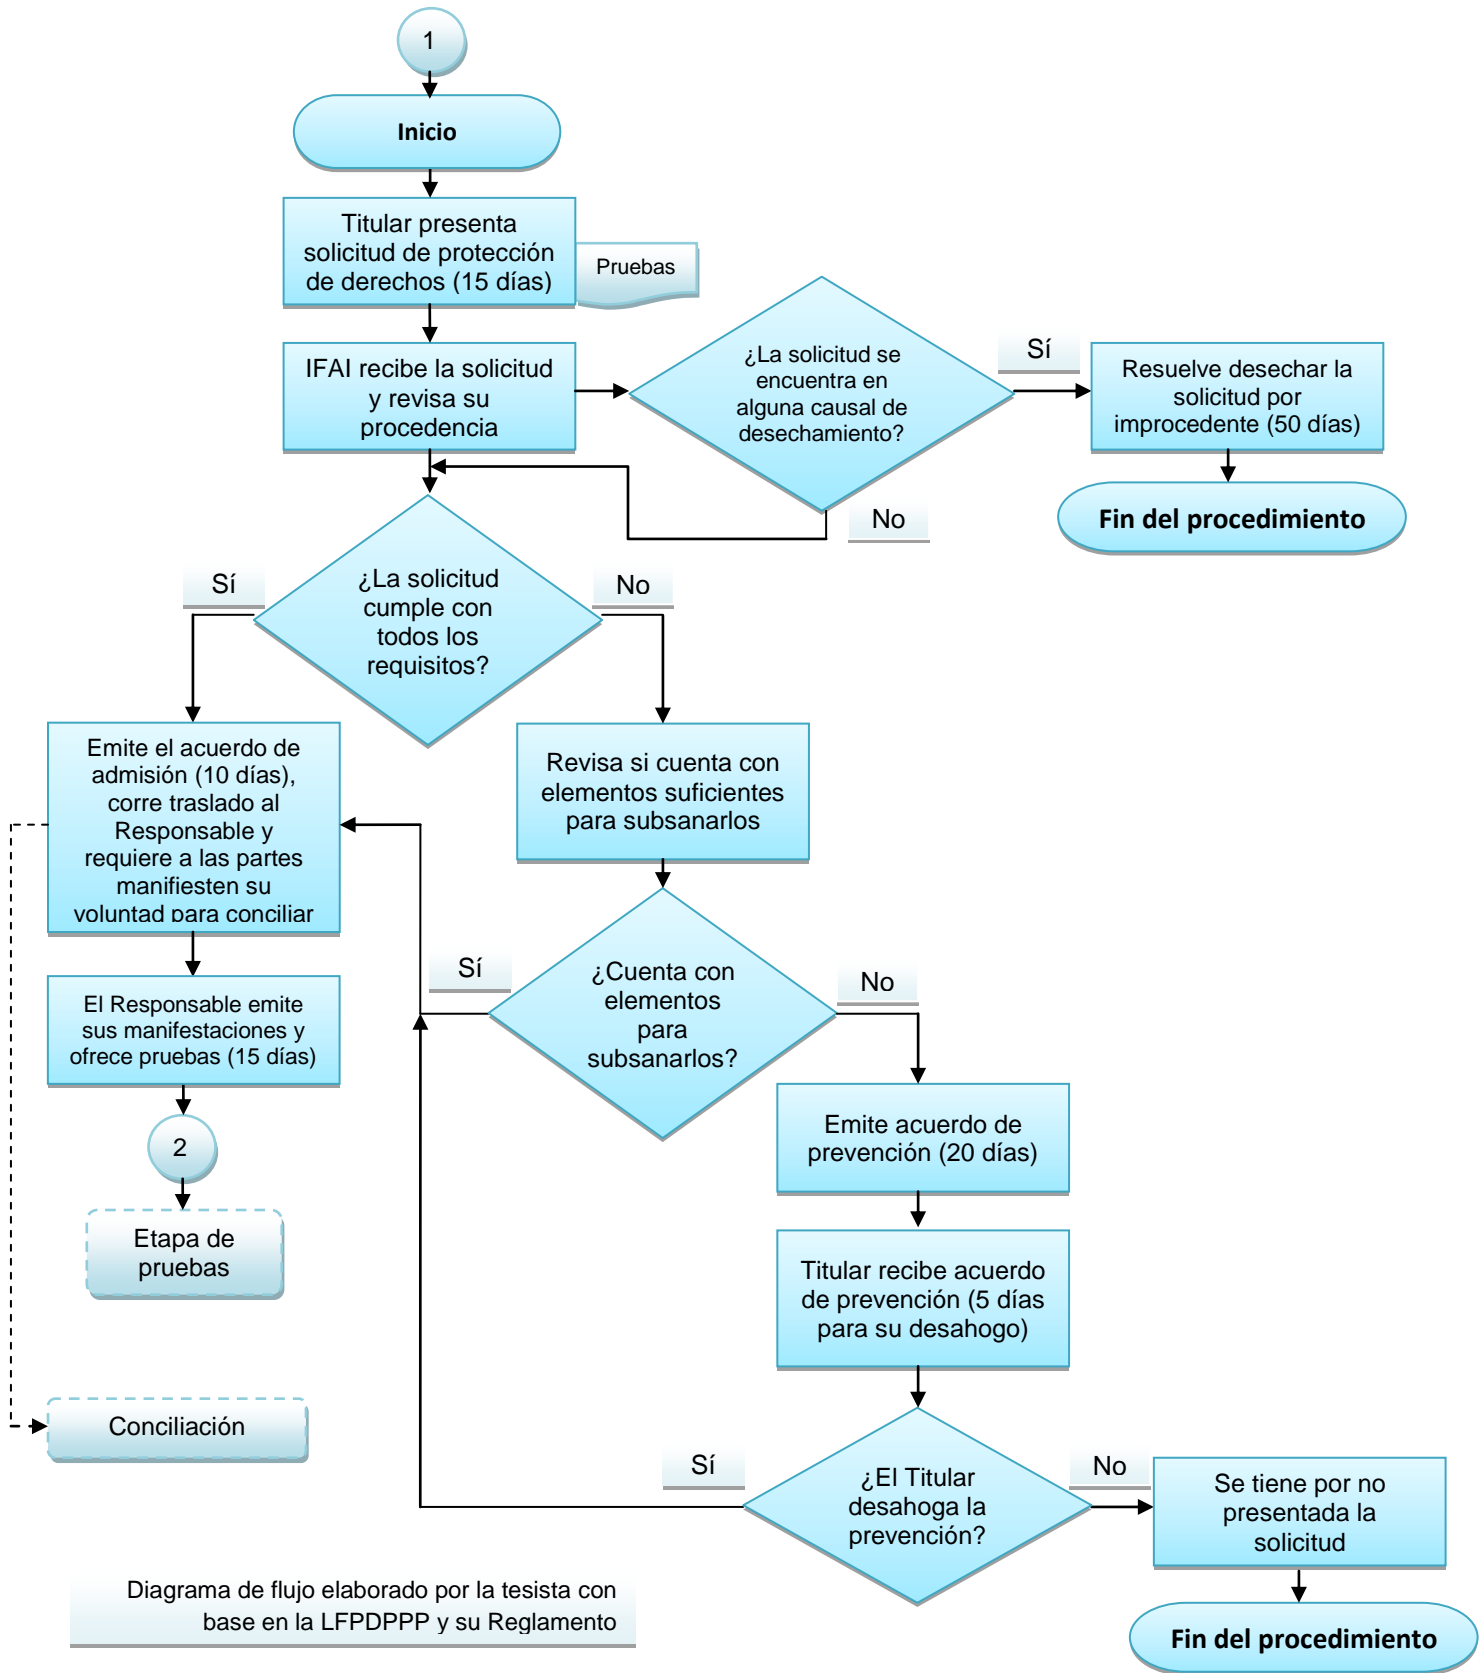 1
Inicio
Titular presenta
solicitud de protección
de derechos (15 días)
Pruebas
IFAI recibe la solicitud
y revisa su
procedencia
¿La solicitud se
encuentra en
alguna causal de
desechamiento?
Sí
Resuelve desechar la
solicitud por
improcedente (50 días)
No
Fin del procedimiento
¿La solicitud
cumple con
todos los
requisitos?
Sí
No
Emite el acuerdo de
admisión (10 días),
corre traslado al
Responsable y
requiere a las partes
manifiesten su
voluntad para conciliar
Revisa si cuenta con
elementos suficientes
para subsanarlos
¿Cuenta con
elementos
para
subsanarlos?
Sí
No
El Responsable emite
sus manifestaciones y
ofrece pruebas (15 días)
2
Etapa de
pruebas
Conciliación
Emite acuerdo de
prevención (20 días)
Titular recibe acuerdo
de prevención (5 días
para su desahogo)
¿El Titular
desahoga la
prevención?
Sí
No
Se tiene por no
presentada la
solicitud
Fin del procedimiento
Diagrama de flujo elaborado por la tesista con
base en la LFPDPPP y su Reglamento